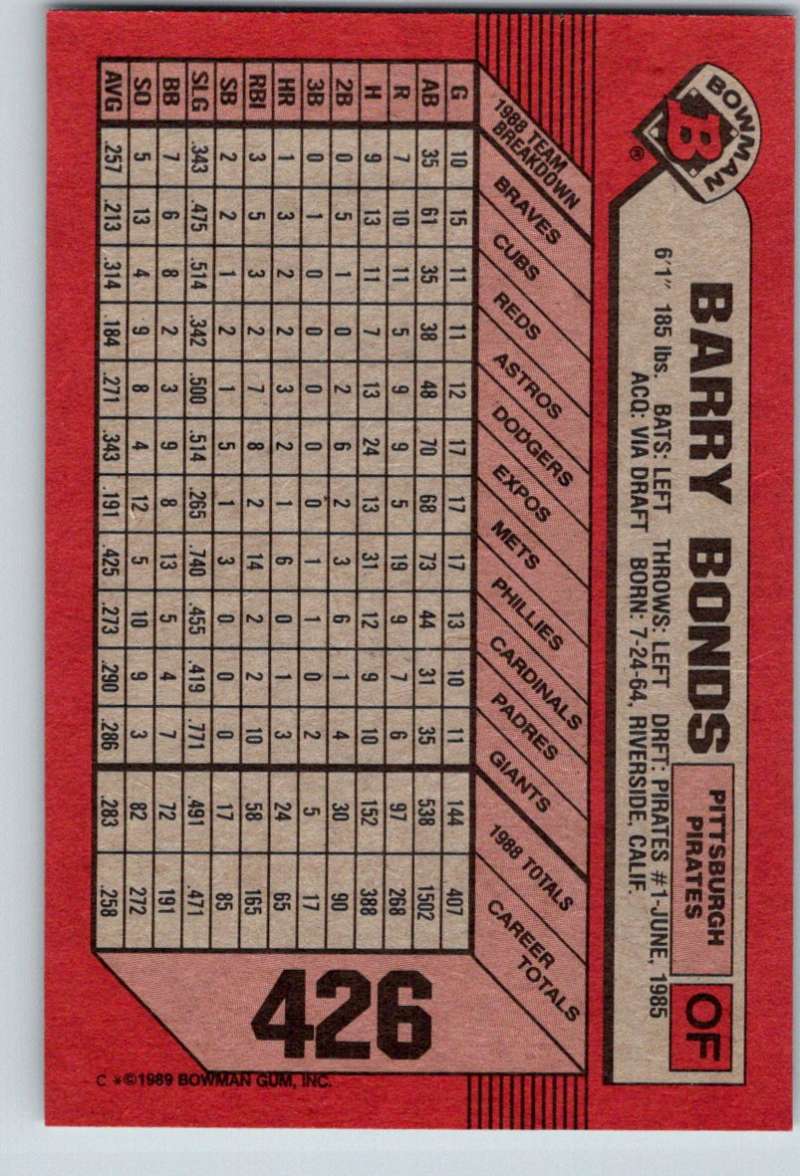 BOWMAN
B
®
BARRY BONDS
PITTSBURGH
PIRATES
OF
6'1" 185 lbs. BATS: LEFT THROWS: LEFT DRFT: PIRATES #1-JUNE, 1985
ACQ: VIA DRAFT BORN: 7-24-64, RIVERSIDE, CALIF.
1988 TEAM
BREAKDOWN
BRAVES
CUBS
REDS
ASTROS
DODGERS
EXPOS
METS
PHILLIES
CARDINALS
PADRES
GIANTS
1988 TOTALS
CAREER
TOTALS
G 10 15 11 11 12 17 17 17 13 10 11 144 407
AB 35 61 35 38 48 70 68 73 44 31 35 538 1502
R 7 10 11 5 9 9 5 19 9 7 6 97 268
H 9 13 11 7 13 24 13 31 12 9 10 152 388
2B 0 5 1 0 2 6 2 3 6 1 4 30 90
3B 0 1 0 0 0 0 0 1 1 0 2 5 17
HR 1 3 2 2 3 2 1 6 0 1 3 24 65
RBI 3 5 3 2 7 8 2 14 2 2 10 58 165
SB 2 2 1 2 1 5 1 3 0 0 0 17 85
SLG .343 .475 .514 .342 .500 .514 .265 .740 .455 .419 .771 .491 .471
BB 7 6 8 2 3 9 8 13 5 4 7 72 191
SO 5 13 4 9 8 4 12 5 10 9 3 82 272
AVG .257 .213 .314 .184 .271 .343 .191 .425 .273 .290 .286 .283 .258
426
C *©1989 BOWMAN GUM, INC.